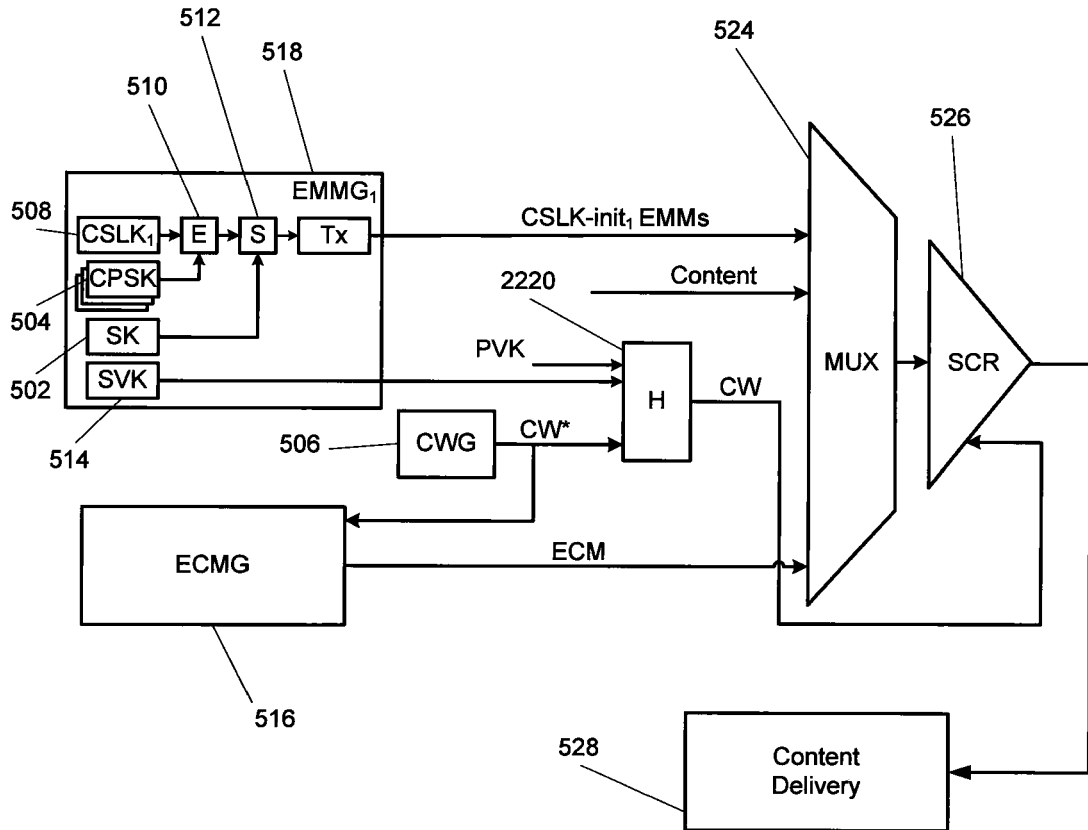 512
518
510
524
526
EMMG1
508
CSLK1
E
S
Tx
CSLK-init1 EMMs
CPSK
504
Content
2220
SK
502
PVK
MUX
SCR
SVK
H
CW
514
506
CWG
CW*
ECMG
ECM
516
528
Content
Delivery